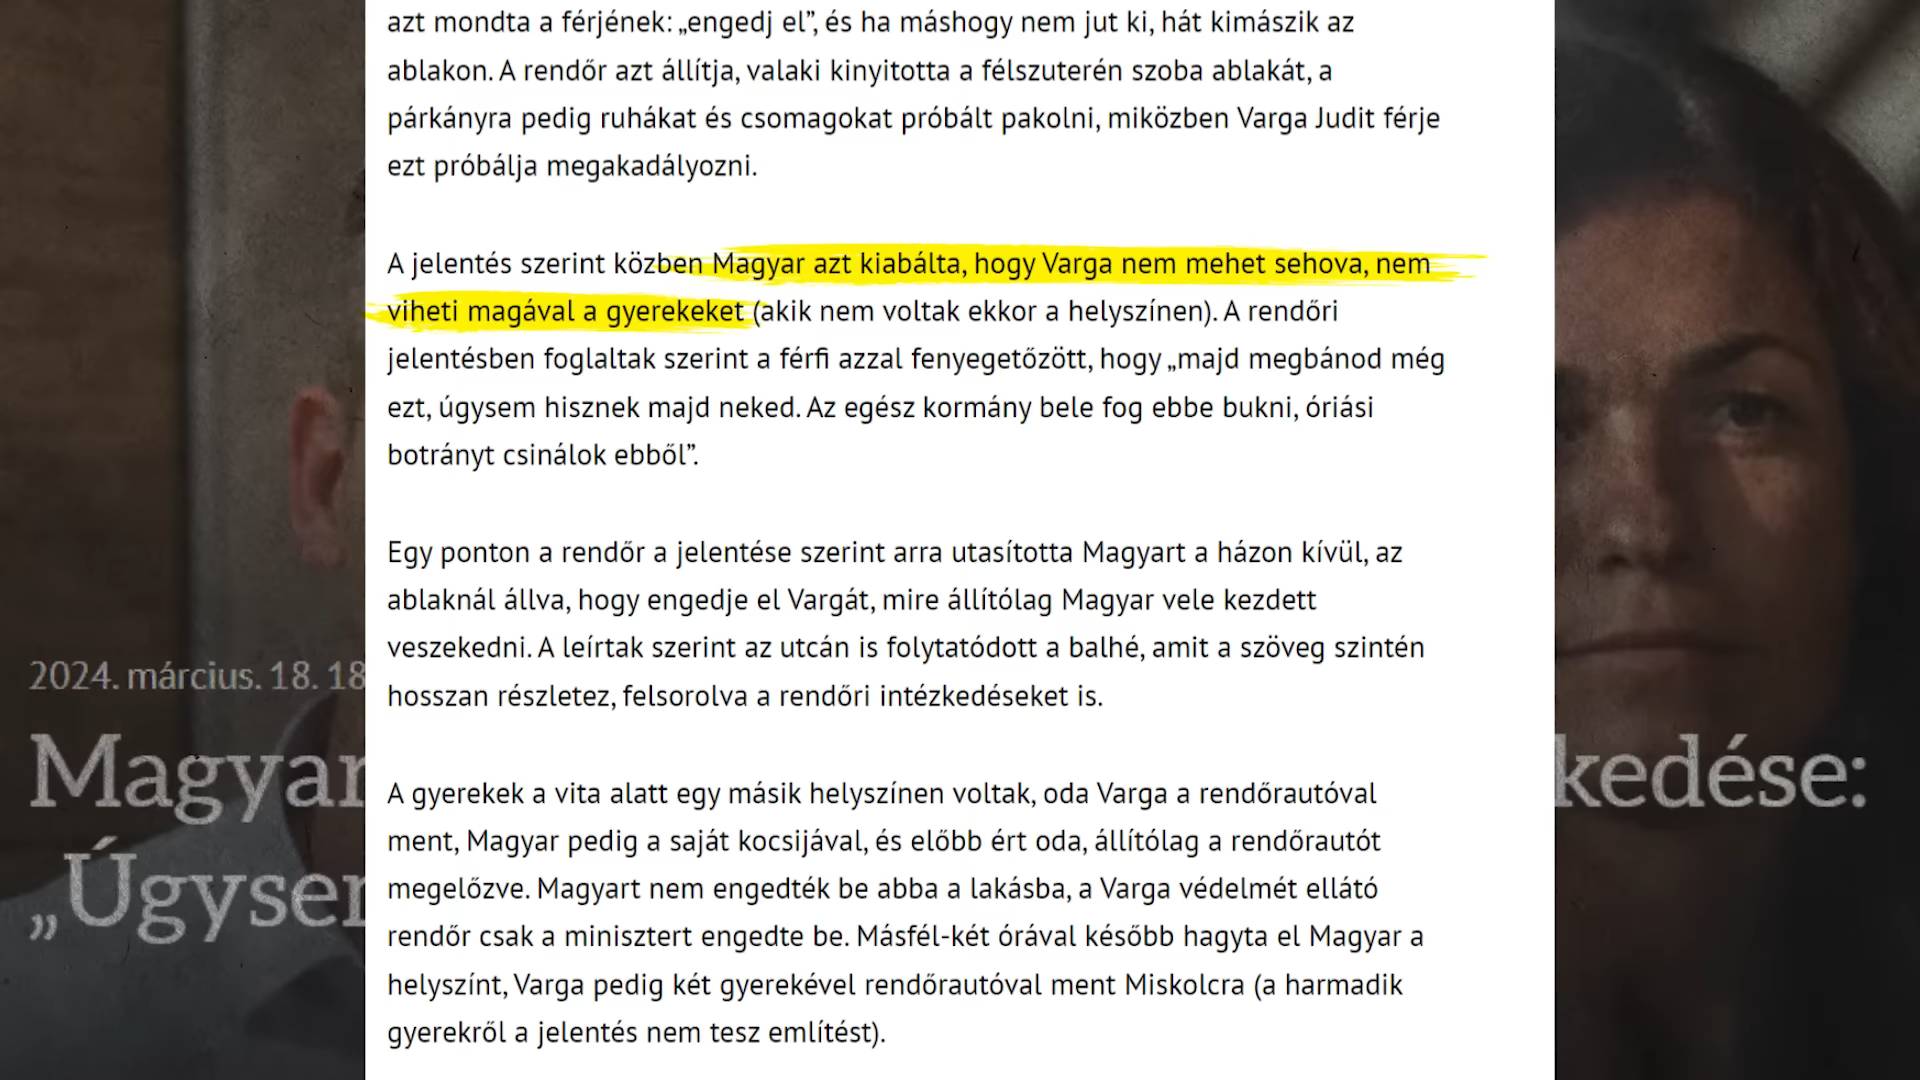 azt mondta a férjének: „engedj el”, és ha máshogy nem jut ki, hát kimászik az
ablakon. A rendőr azt állítja, valaki kinyitotta a félszuterén szoba ablakát, a
párkányra pedig ruhákat és csomagokat próbált pakolni, miközben Varga Judit férje
ezt próbálja megakadályozni.
A jelentés szerint közben Magyar azt kiabálta, hogy Varga nem mehet sehova, nem
viheti magával a gyerekeket (akik nem voltak ekkor a helyszínen). A rendőri
jelentésben foglaltak szerint a férfi azzal fenyegetőzött, hogy „majd megbánod még
ezt, úgysem hisznek majd neked. Az egész kormány bele fog ebbe bukni, óriási
botrányt csinálok ebből”.
Egy ponton a rendőr a jelentése szerint arra utasította Magyart a házon kívül, az
ablaknál állva, hogy engedje el Vargát, mire állítólag Magyar vele kezdett
veszekedni. A leírtak szerint az utcán is folytatódott a balhé, amit a szöveg szintén
hosszan részletez, felsorolva a rendőri intézkedéseket is.
A gyerekek a vita alatt egy másik helyszínen voltak, oda Varga a rendőrautóval
ment, Magyar pedig a saját kocsijával, és előbb ért oda, állítólag a rendőrautót
megelőzve. Magyart nem engedték be abba a lakásba, a Varga védelmét ellátó
rendőr csak a minisztert engedte be. Másfél-két órával később hagyta el Magyar a
helyszínt, Varga pedig két gyerekével rendőrautóval ment Miskolcra (a harmadik
gyerekről a jelentés nem tesz említést).
2024. március. 18. 18
Magyar kedése:
„Úgyse